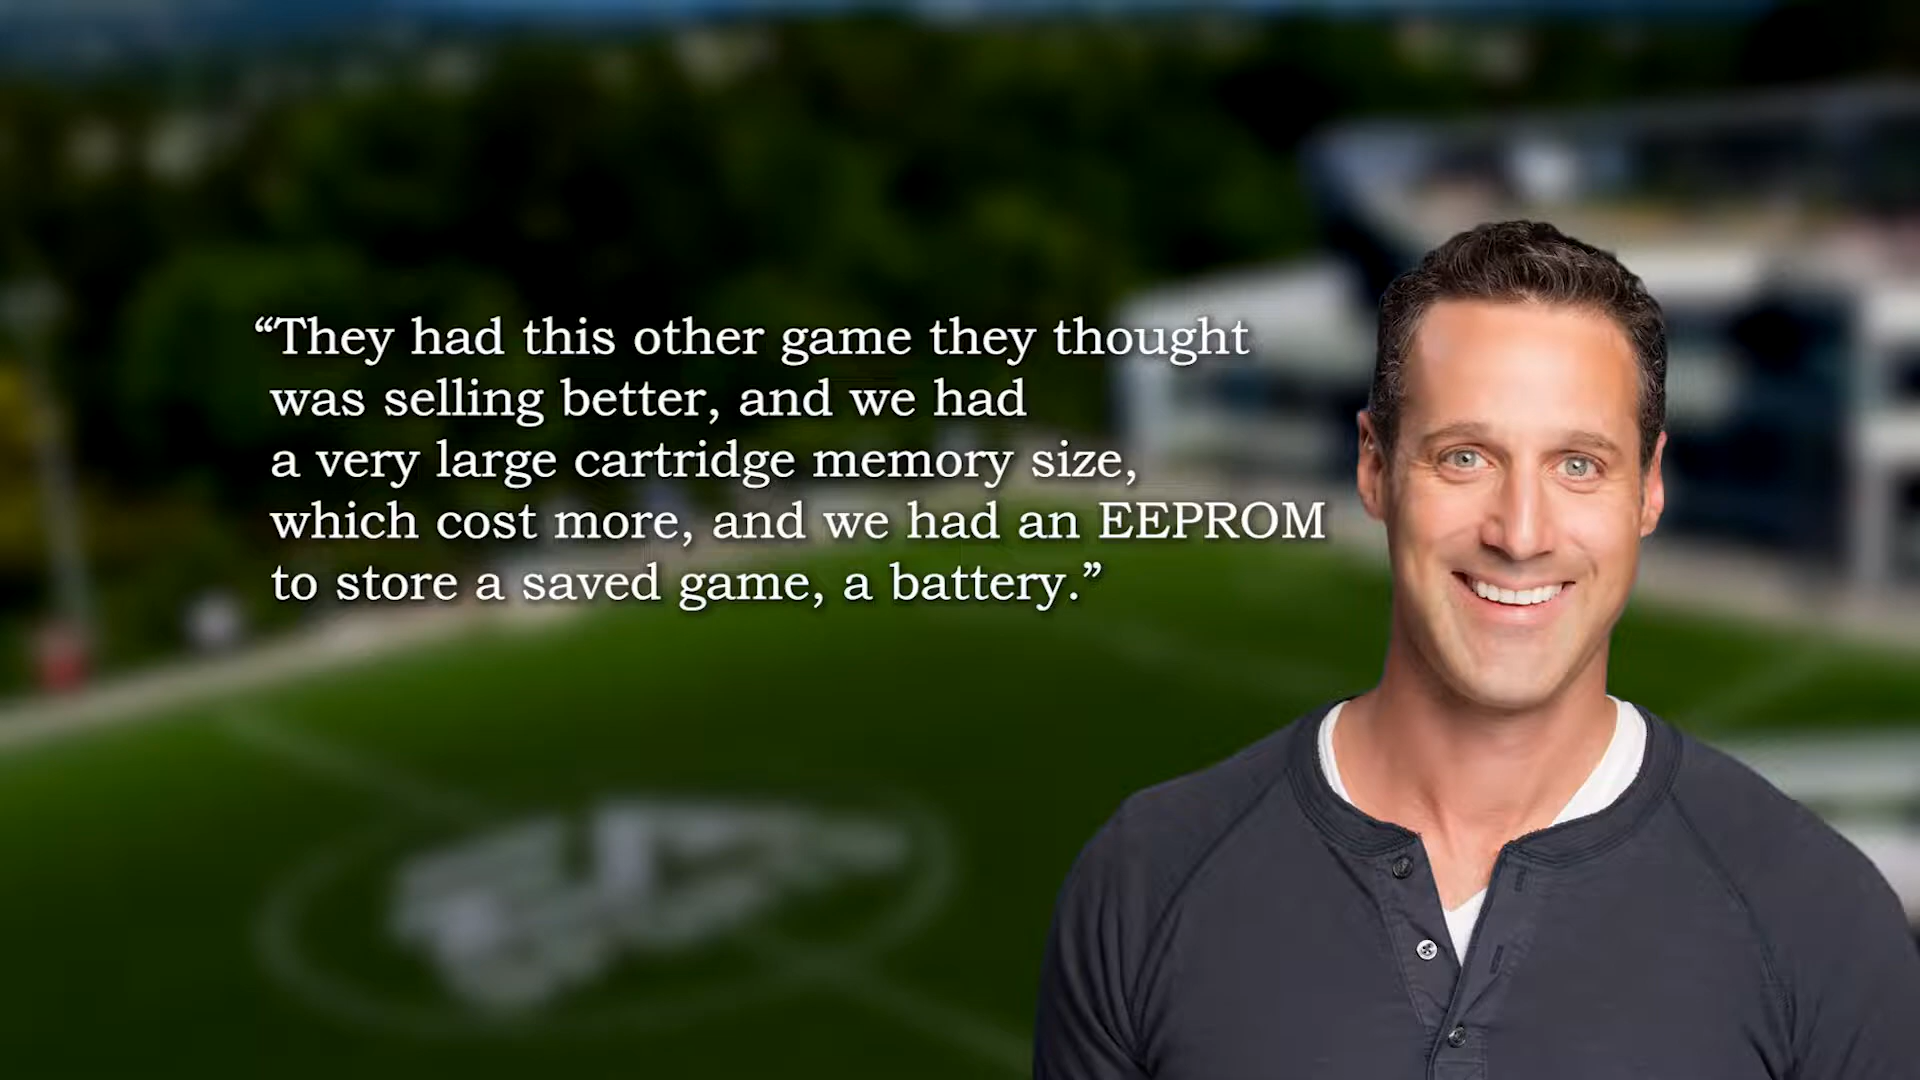 “They had this other game they thought
was selling better, and we had
a very large cartridge memory size,
which cost more, and we had an EEPROM
to store a saved game, a battery.”